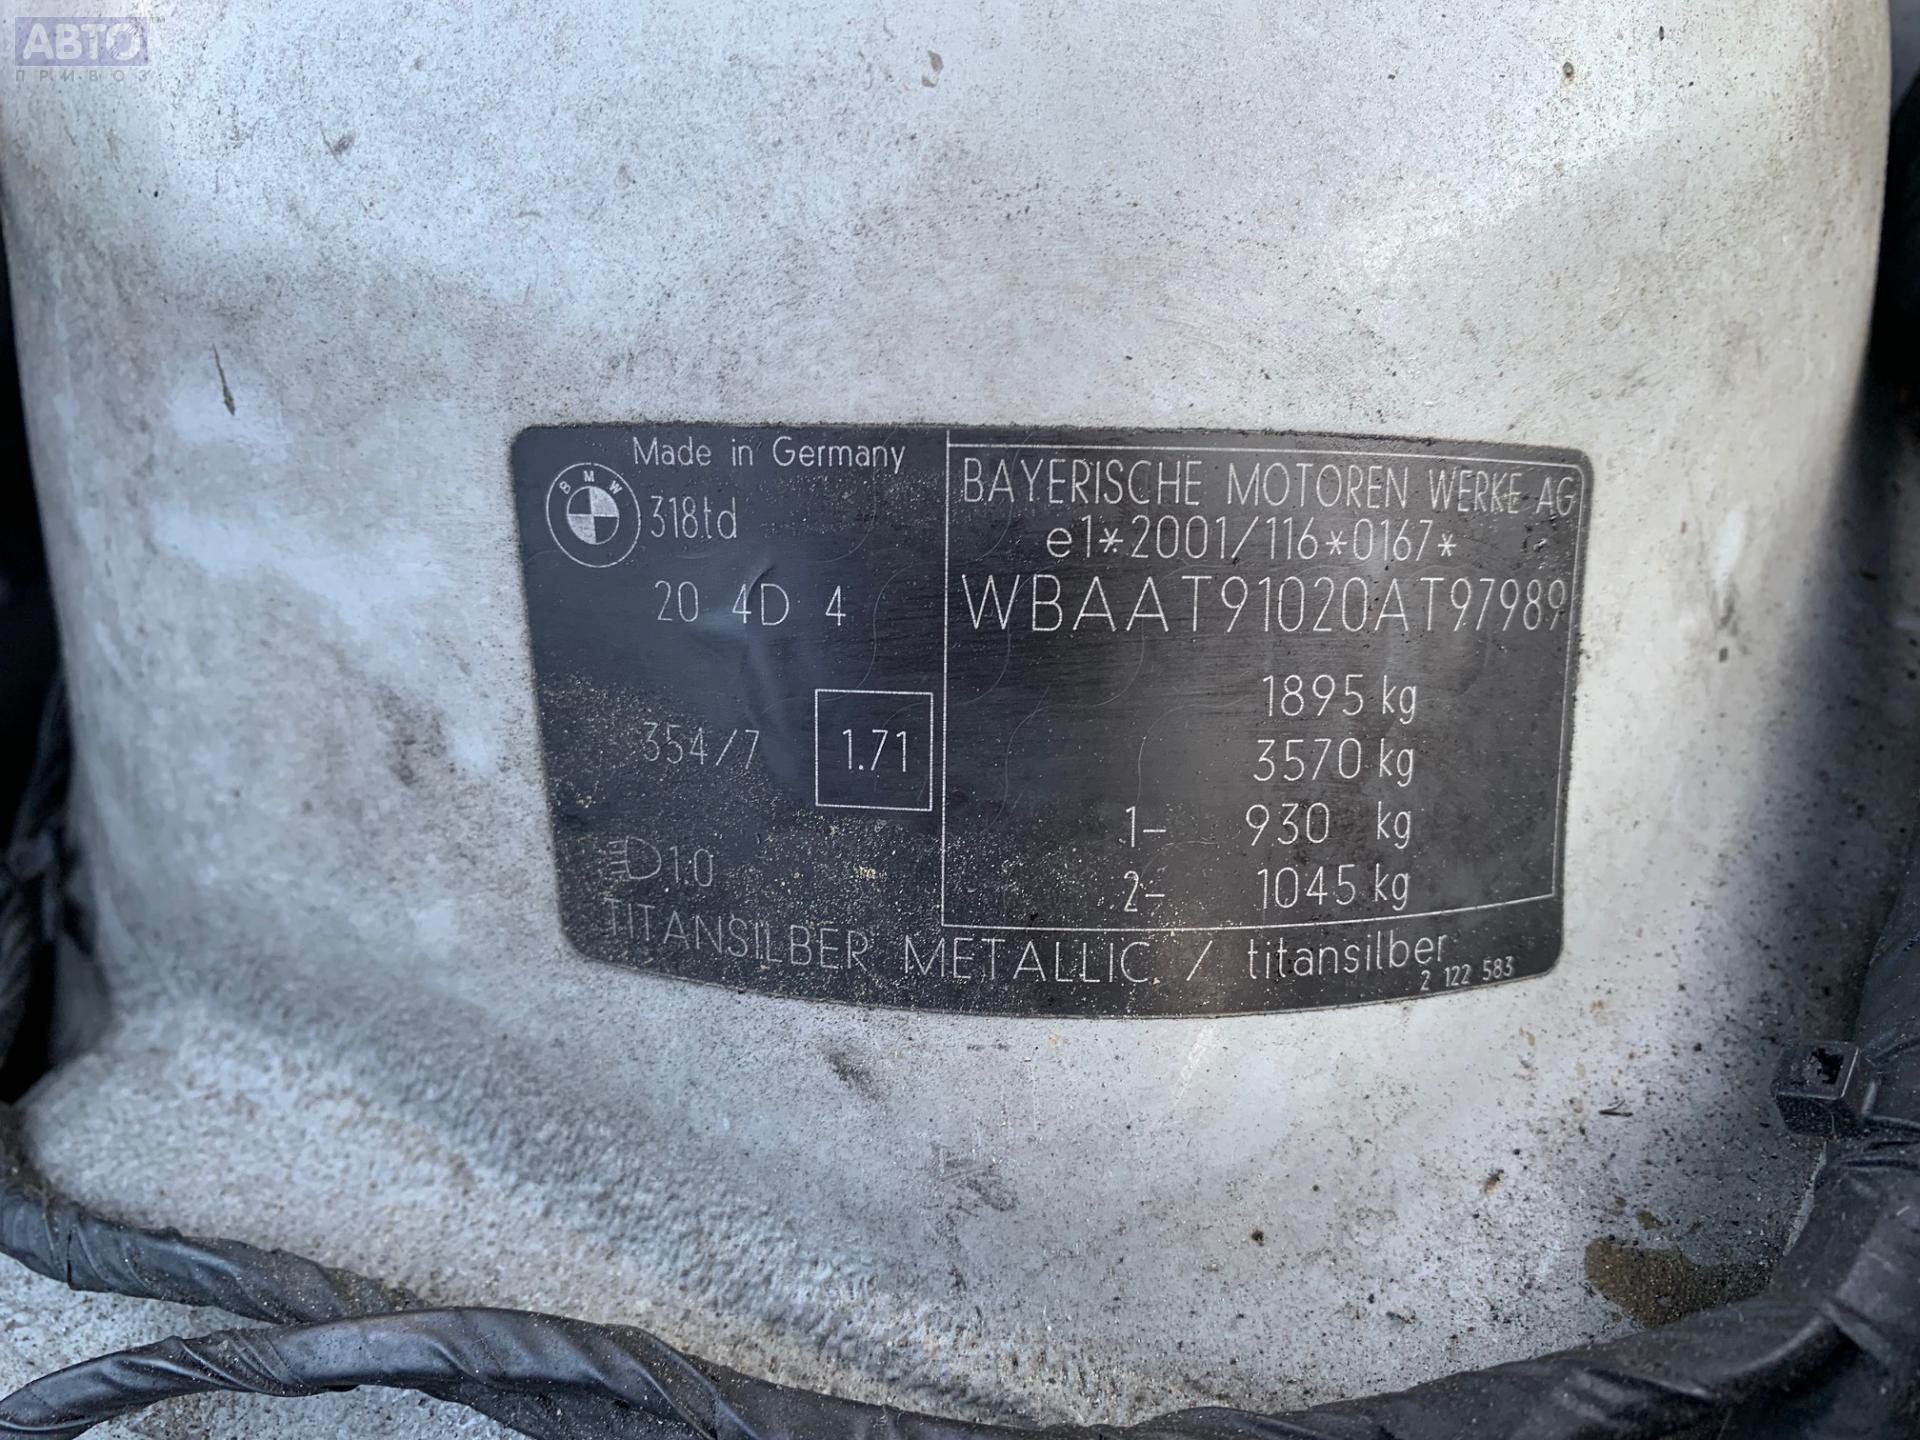 АВТО
ПРИВОЗ
Made in Germany
BMW
318td
20 4D 4
354/7
1.71
1.0
BAYERISCHE MOTOREN WERKE AG
e1*2001/116*0167*
WBAAT91020AT97989
1895 kg
3570 kg
1- 930 kg
2- 1045 kg
TITANSILBER METALLIC / titansilber
2 122 583